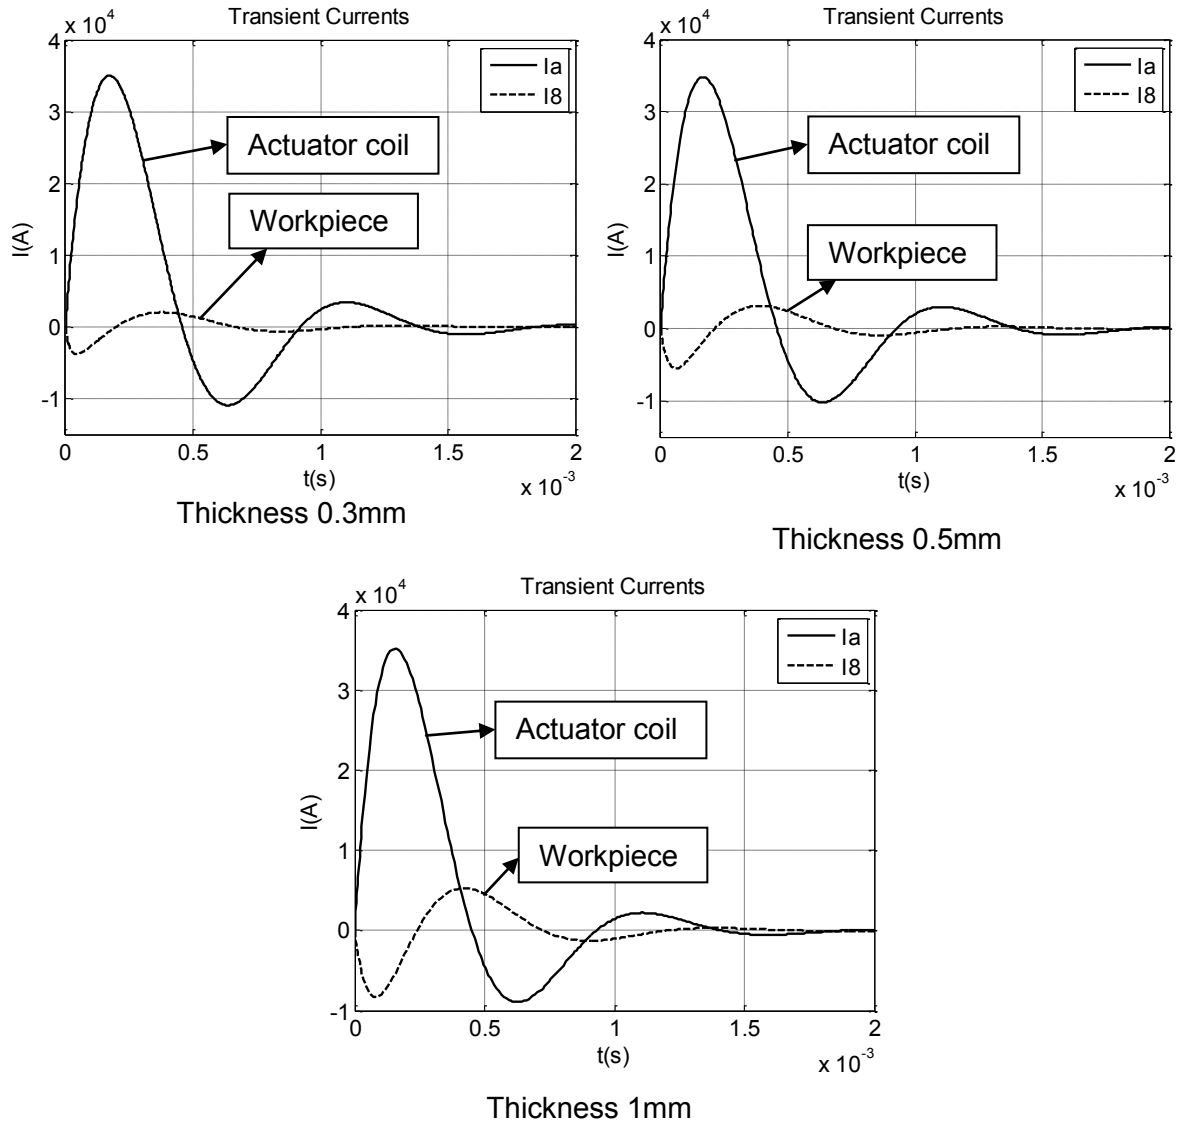 Transient Currents
x 10^4
4
3
2
1
0
-1
I(A)
Ia
I8
Actuator coil
Workpiece
0 0.5 1 1.5 2
t(s)
x 10^-3
Thickness 0.3mm
Transient Currents
x 10^4
4
3
2
1
0
-1
I(A)
Ia
I8
Actuator coil
Workpiece
0 0.5 1 1.5 2
t(s)
x 10^-3
Thickness 0.5mm
Transient Currents
x 10^4
4
3
2
1
0
-1
I(A)
Ia
I8
Actuator coil
Workpiece
0 0.5 1 1.5 2
t(s)
x 10^-3
Thickness 1mm